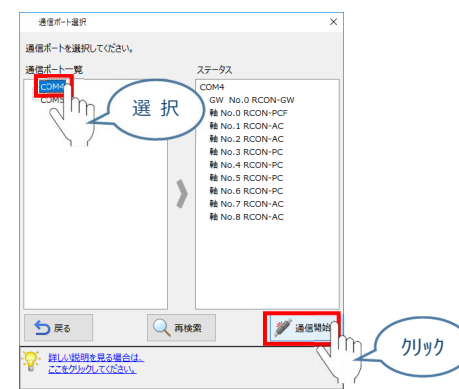 通信ポート選択
通信ポートを選択してください。
通信ポート一覧
ステータス
COM4
COM5
選 択
COM4
GW No.0 RCON-GW
軸 No.0 RCON-PCF
軸 No.1 RCON-AC
軸 No.2 RCON-AC
軸 No.3 RCON-PC
軸 No.4 RCON-PC
軸 No.5 RCON-PC
軸 No.6 RCON-PC
軸 No.7 RCON-AC
軸 No.8 RCON-AC
戻る
再検索
通信開始
クリック
詳しい説明を見る場合は、
ここをクリックしてください。